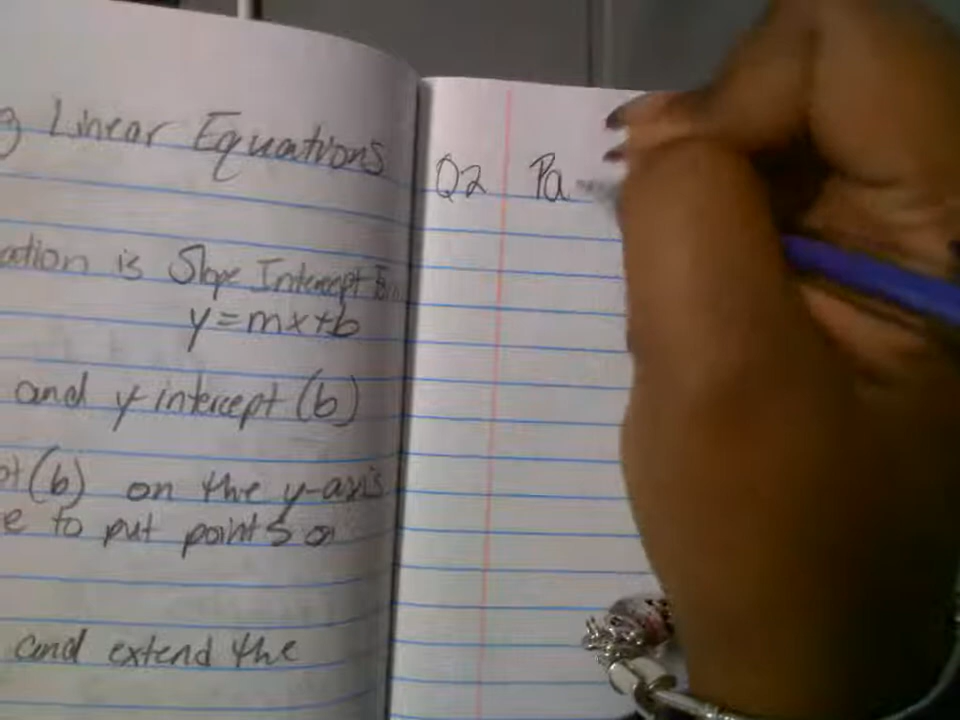 Linear Equations
ation is Slope Intercept
y=mx+b
and y-intercept (b)
(b) on the y-axis
e to put points on
and extend the
Q2 Pa